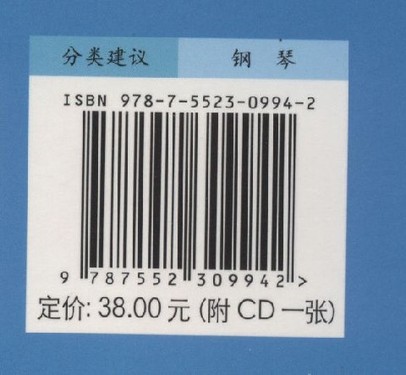 分类建议 钢 琴
ISBN 978-7-5523-0994-2
9 787552 309942 >
定价: 38.00 元 (附 CD 一张)